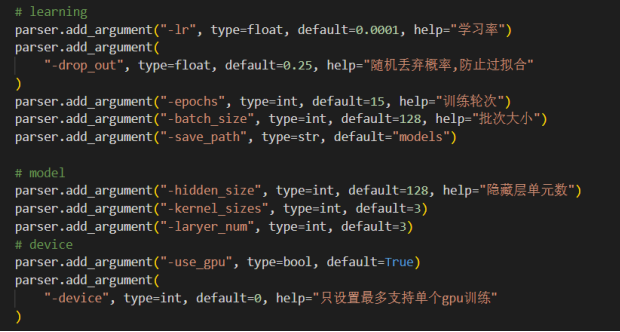 # learning
parser.add_argument("-lr", type=float, default=0.0001, help="学习率")
parser.add_argument(
    "-drop_out", type=float, default=0.25, help="随机丢弃概率,防止过拟合"
)
parser.add_argument("-epochs", type=int, default=15, help="训练轮次")
parser.add_argument("-batch_size", type=int, default=128, help="批次大小")
parser.add_argument("-save_path", type=str, default="models")

# model
parser.add_argument("-hidden_size", type=int, default=128, help="隐藏层单元数")
parser.add_argument("-kernel_sizes", type=int, default=3)
parser.add_argument("-laryer_num", type=int, default=3)
# device
parser.add_argument("-use_gpu", type=bool, default=True)
parser.add_argument(
    "-device", type=int, default=0, help="只设置最多支持单个gpu训练"
)